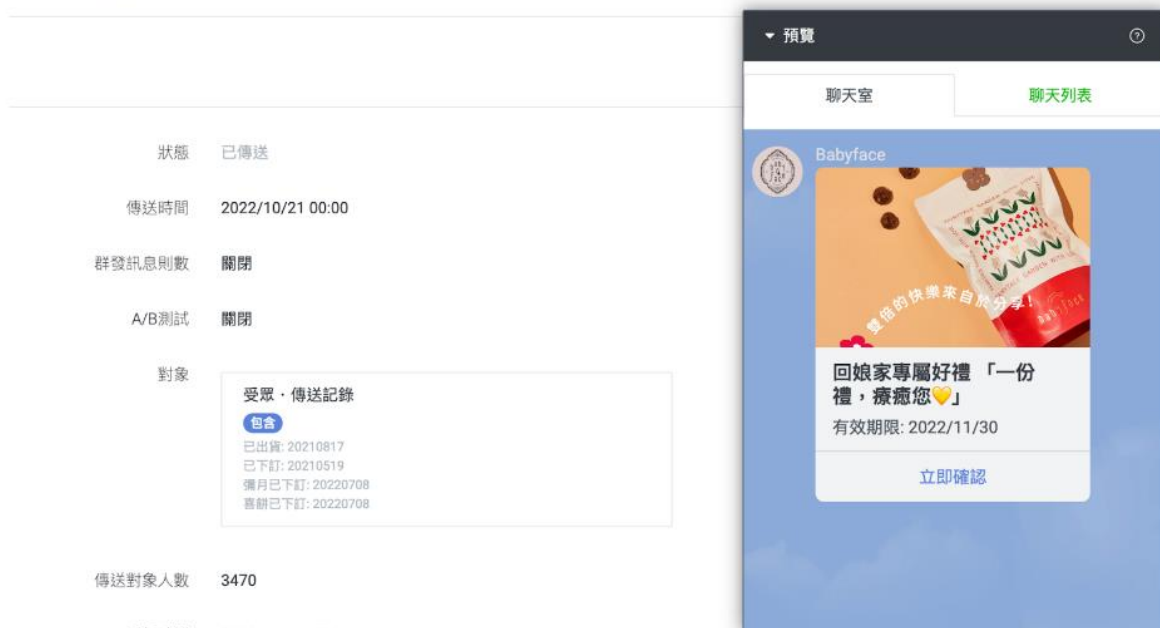 狀態 已傳送
傳送時間 2022/10/21 00:00
群發訊息則數 關閉
A/B測試 關閉
對象
受眾・傳送記錄
包含
已出貨: 20210817
已下訂: 20210519
彌月已下訂: 20220708
喜餅已下訂: 20220708
傳送對象人數 3470
預覽
聊天室 聊天列表
Babyface
雙倍的快樂來自於分享!
babyface
回娘家專屬好禮 「一份
禮，療癒您💛」
有效期限: 2022/11/30
立即確認